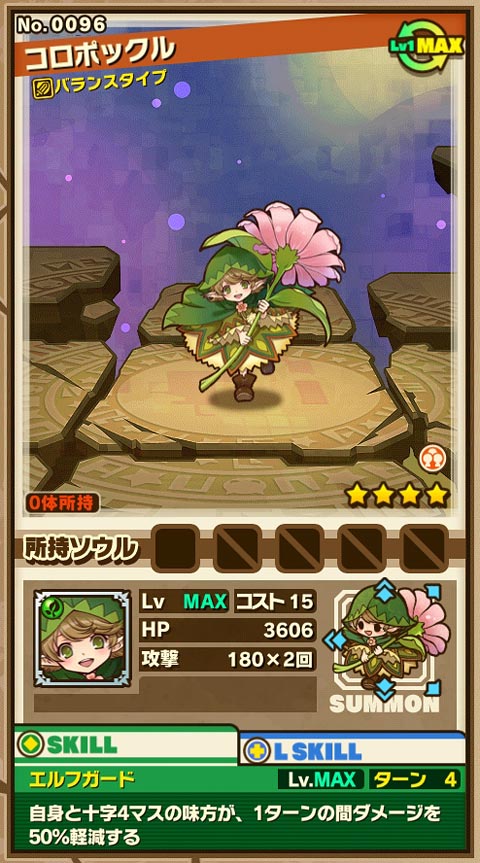 No.0096
コロポックル
Lv1 MAX
バランスタイプ
0体所持
所持ソウル
Lv MAX コスト 15
HP 3606
攻撃 180×2回
SUMMON
SKILL
L SKILL
エルフガード Lv.MAX ターン 4
自身と十字4マスの味方が、1ターンの間ダメージを
50%軽減する